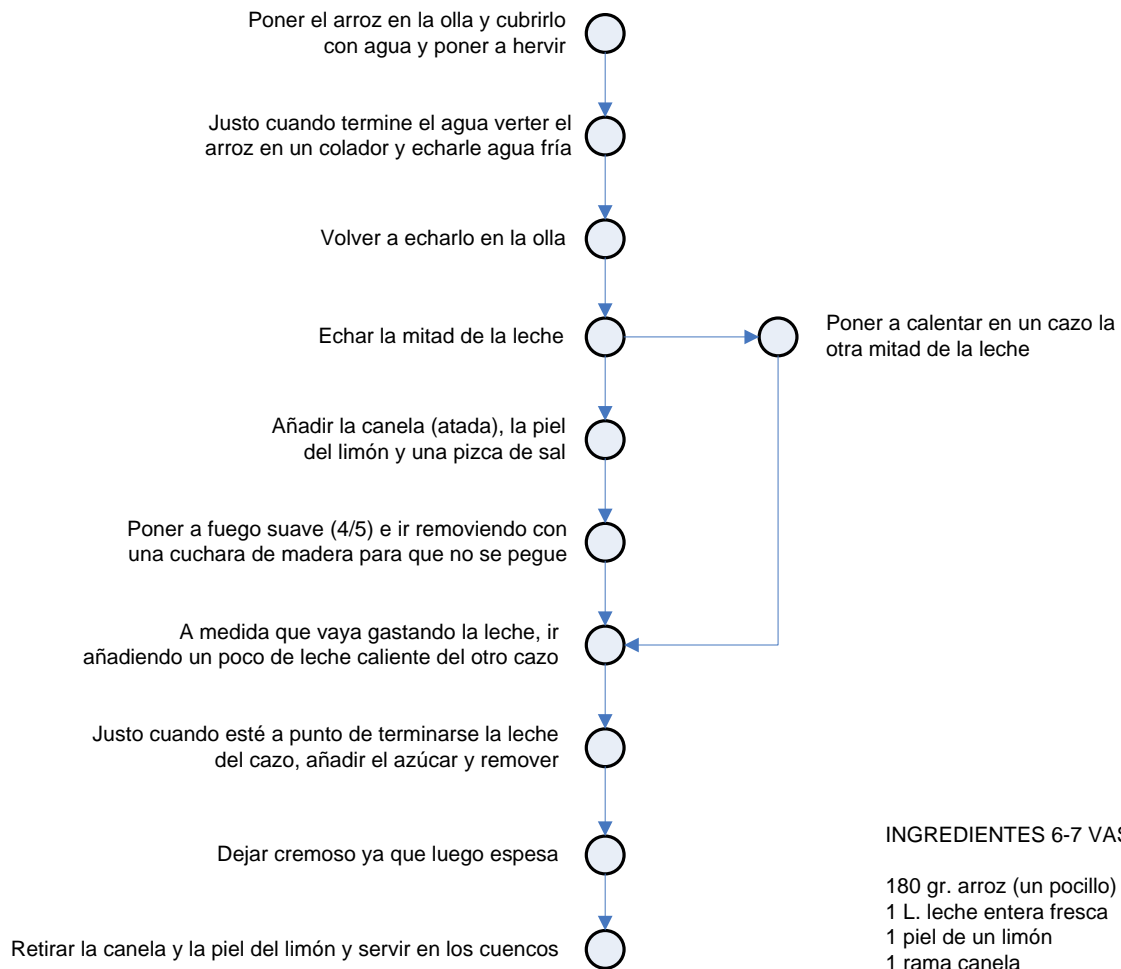 Poner el arroz en la olla y cubrirlo
con agua y poner a hervir
Justo cuando termine el agua verter el
arroz en un colador y echarle agua fría
Volver a echarlo en la olla
Echar la mitad de la leche
Poner a calentar en un cazo la
otra mitad de la leche
Añadir la canela (atada), la piel
del limón y una pizca de sal
Poner a fuego suave (4/5) e ir removiendo con
una cuchara de madera para que no se pegue
A medida que vaya gastando la leche, ir
añadiendo un poco de leche caliente del otro cazo
Justo cuando esté a punto de terminarse la leche
del cazo, añadir el azúcar y remover
Dejar cremoso ya que luego espesa
Retirar la canela y la piel del limón y servir en los cuencos
INGREDIENTES 6-7
180 gr. arroz (un pocillo)
1 L. leche entera fresca
1 piel de un limón
1 rama canela